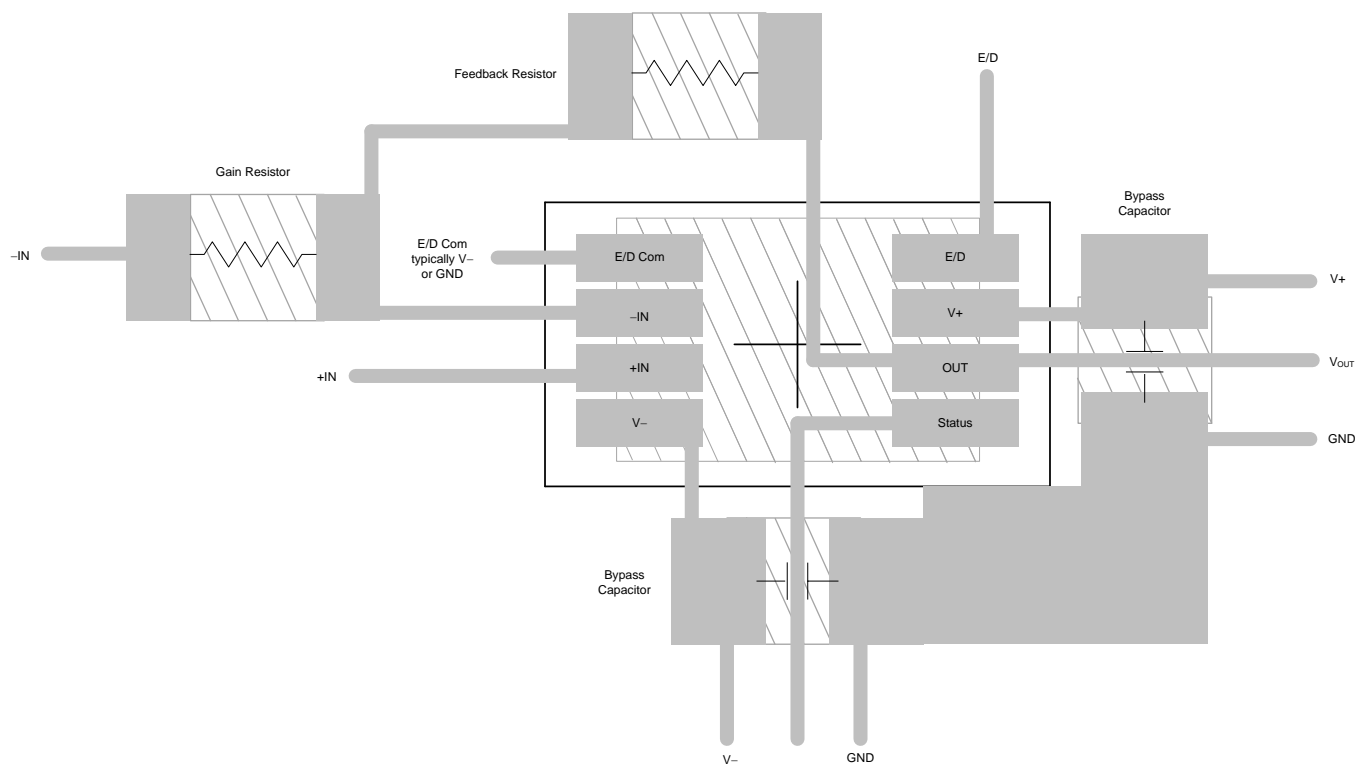 Feedback Resistor
E/D
Gain Resistor
Bypass
Capacitor
–IN
E/D Com
typically V–
or GND
E/D Com
E/D
V+
–IN
V+
+IN
+IN
OUT
VOUT
V–
Status
GND
Bypass
Capacitor
V–
GND